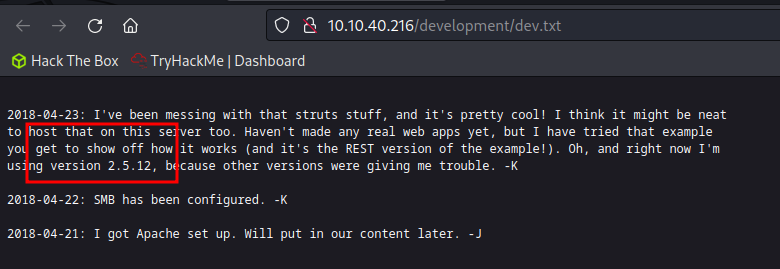 10.10.40.216/development/dev.txt
Hack The Box TryHackMe | Dashboard
2018-04-23: I've been messing with that struts stuff, and it's pretty cool! I think it might be neat
to host that on this server too. Haven't made any real web apps yet, but I have tried that example
you get to show off how it works (and it's the REST version of the example!). Oh, and right now I'm
using version 2.5.12, because other versions were giving me trouble. -K
2018-04-22: SMB has been configured. -K
2018-04-21: I got Apache set up. Will put in our content later. -J